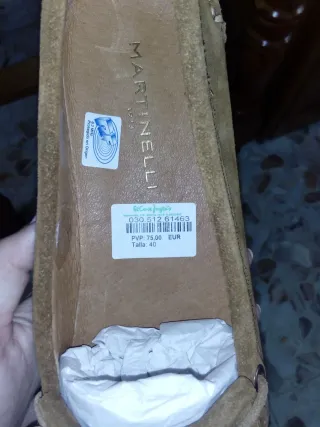 MARTINELLI
El Corte Inglés
030 512 61463
PVP: 75,00 EUR
Talla: 40